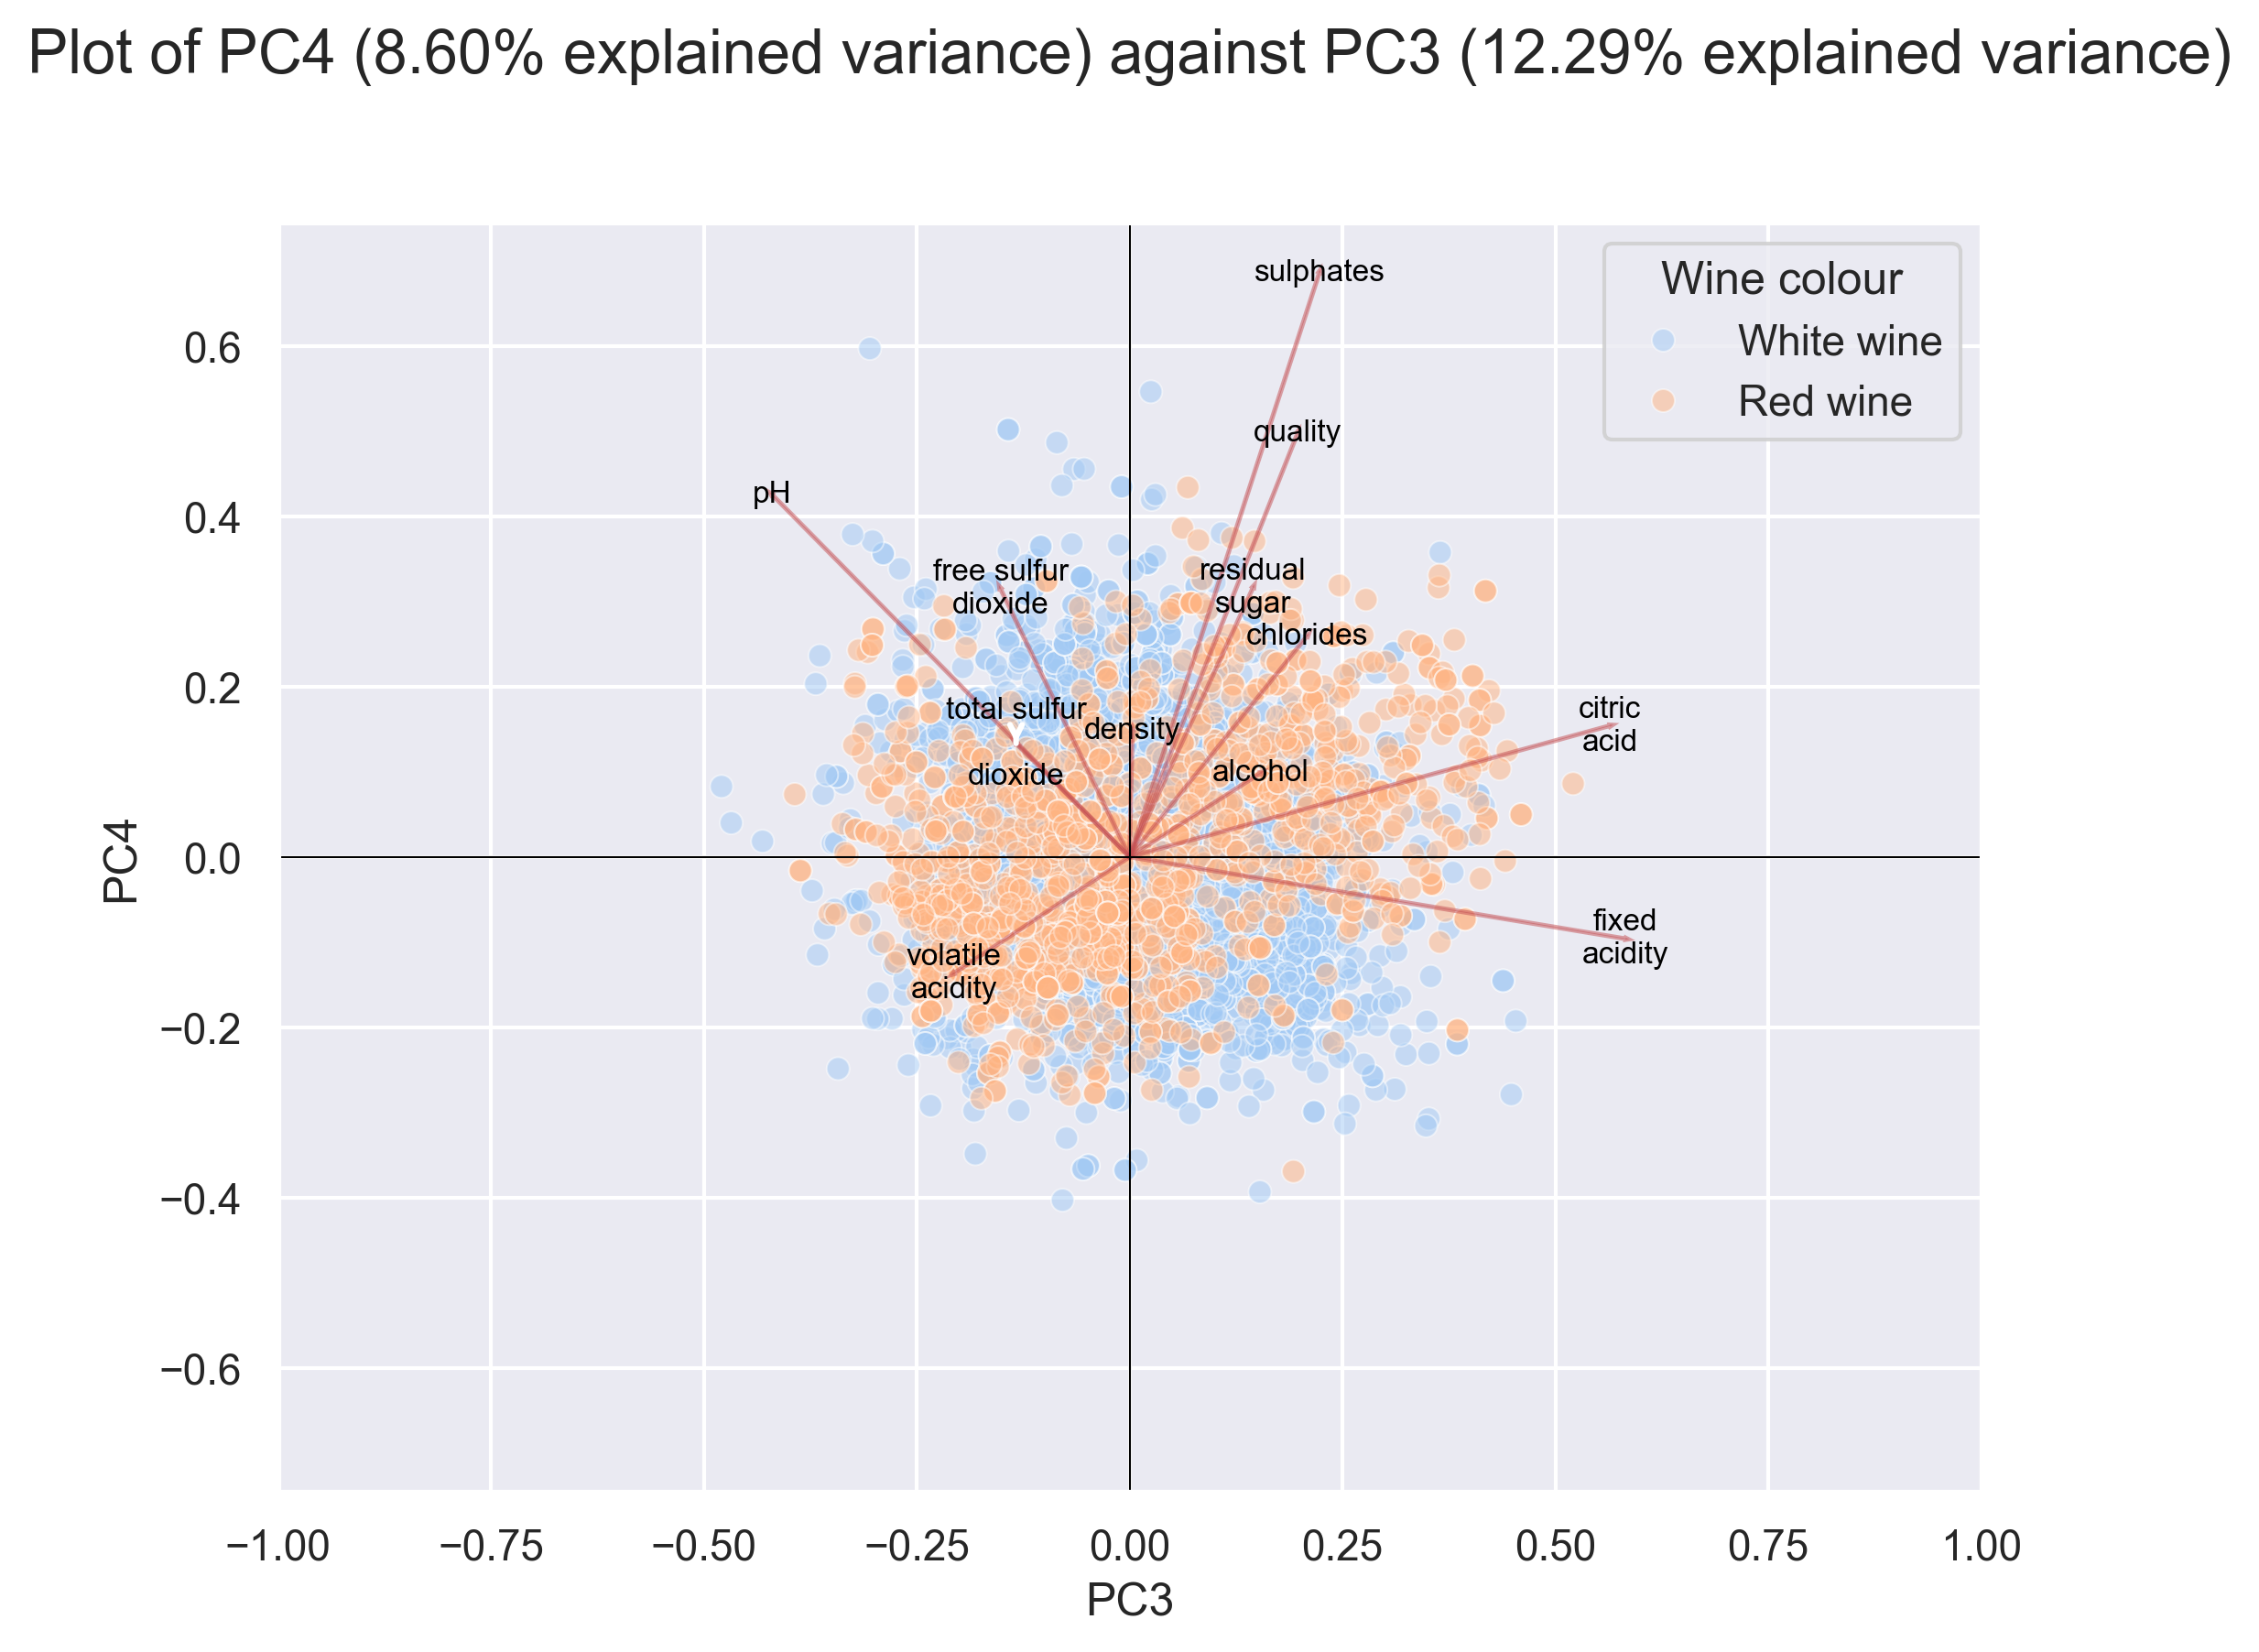 Plot of PC4 (8.60% explained variance) against PC3 (12.29% explained variance)
Wine colour
White wine
Red wine
sulphates
quality
pH
free sulfur
dioxide
residual
sugar
chlorides
total sulfur
Y
dioxide
density
alcohol
citric
acid
fixed
acidity
volatile
acidity
PC4
0.6
0.4
0.2
0.0
−0.2
−0.4
−0.6
−1.00
−0.75
−0.50
−0.25
0.00
0.25
0.50
0.75
1.00
PC3